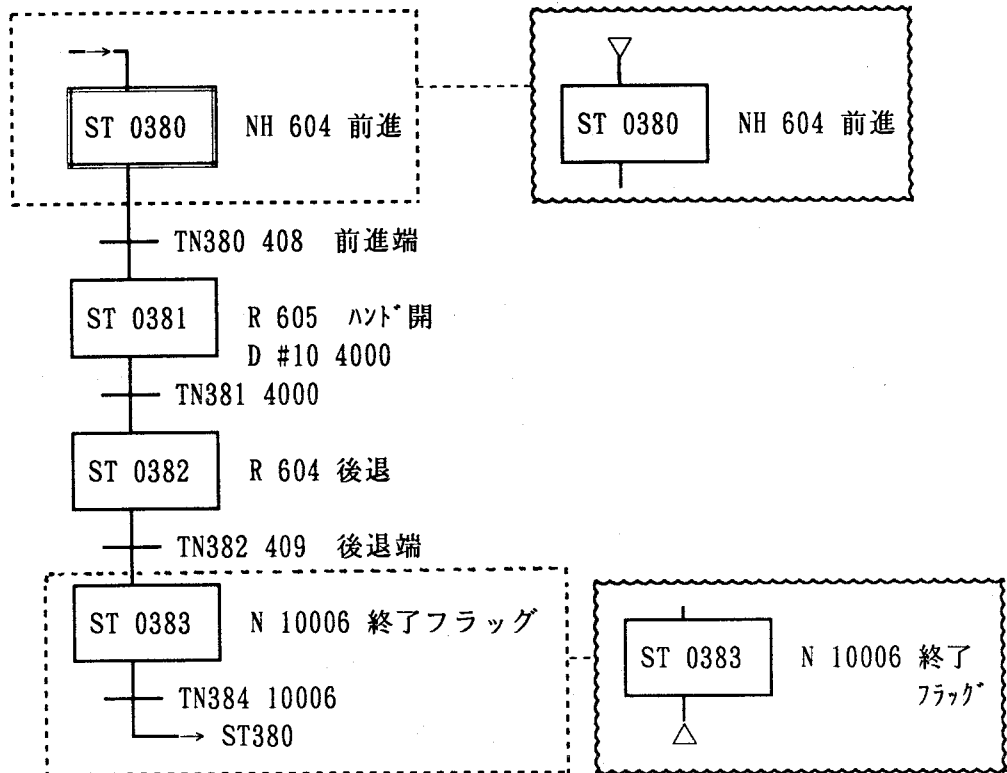 ST 0380 NH 604 前進
ST 0380 NH 604 前進
TN380 408 前進端
ST 0381 R 605 ハンドﾞ開
D #10 4000
TN381 4000
ST 0382 R 604 後退
TN382 409 後退端
ST 0383 N 10006 終了フラッグ
TN384 10006
→ ST380
ST 0383 N 10006 終了
フラッグ